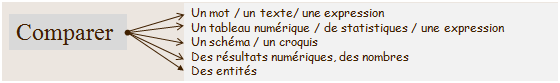 Comparer
Un mot / un texte/ une expression
Un tableau numérique / de statistiques / une expression
Un schéma / un croquis
Des résultats numériques, des nombres
Des entités